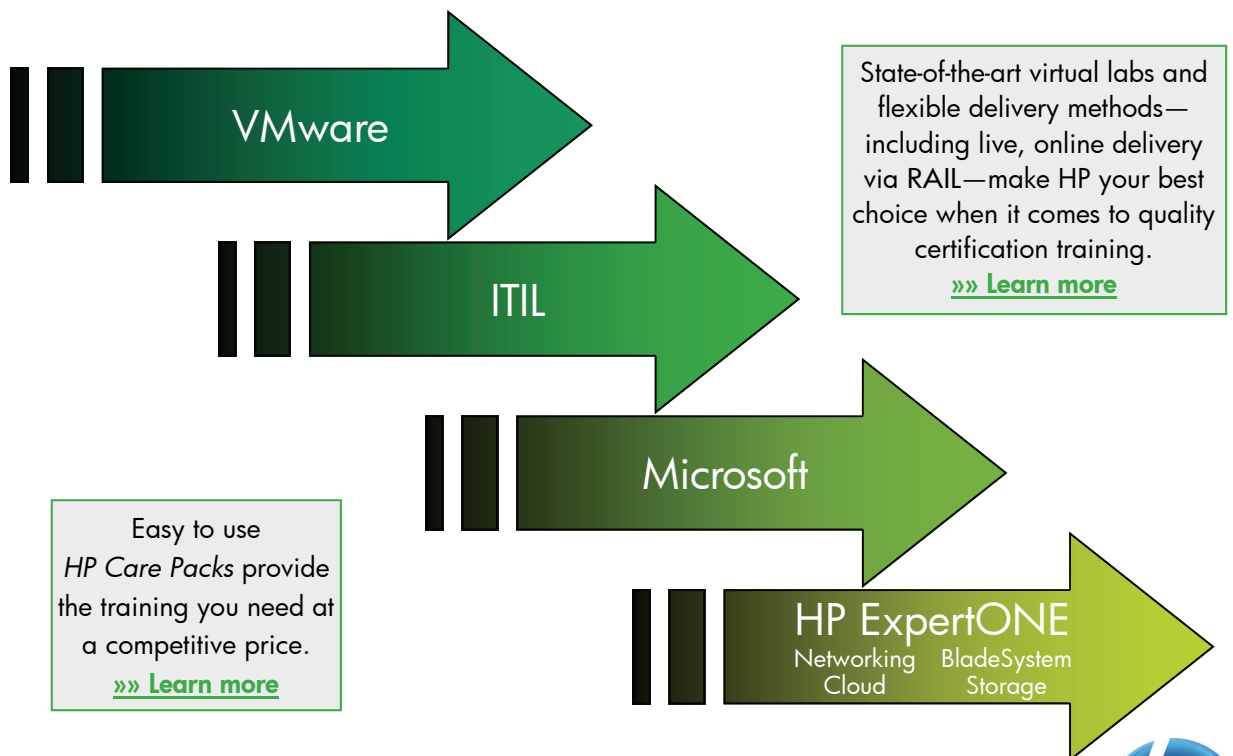 VMware
State-of-the-art virtual labs and
flexible delivery methods—
including live, online delivery
via RAIL—make HP your best
choice when it comes to quality
certification training.
»» Learn more
ITIL
Microsoft
Easy to use
HP Care Packs provide
the training you need at
a competitive price.
»» Learn more
HP ExpertONE
Networking BladeSystem
Cloud Storage